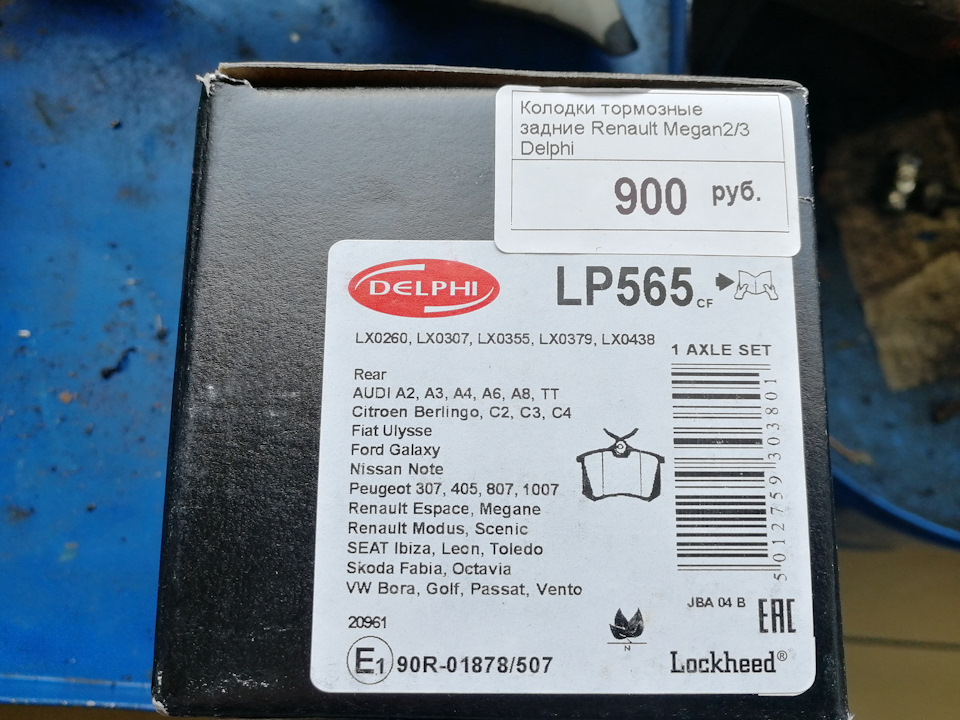 Колодки тормозные
задние Renault Megan2/3
Delphi
900 руб.
DELPHI
LP565 CF
LX0260, LX0307, LX0355, LX0379, LX0438
1 AXLE SET
Rear
AUDI A2, A3, A4, A6, A8, TT
Citroen Berlingo, C2, C3, C4
Fiat Ulysse
Ford Galaxy
Nissan Note
Peugeot 307, 405, 807, 1007
Renault Espace, Megane
Renault Modus, Scenic
SEAT Ibiza, Leon, Toledo
Skoda Fabia, Octavia
VW Bora, Golf, Passat, Vento
5 012759 303801
JBA 04 B
EAC
20961
N
E1 90R-01878/507
Lockheed®